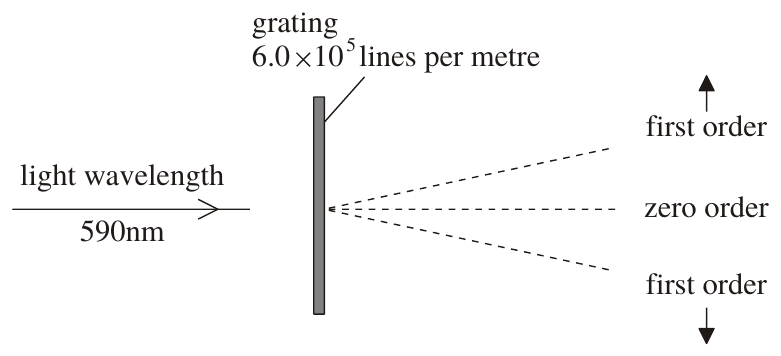 grating
6.0×10⁵ lines per metre
first order
light wavelength
zero order
590nm
first order